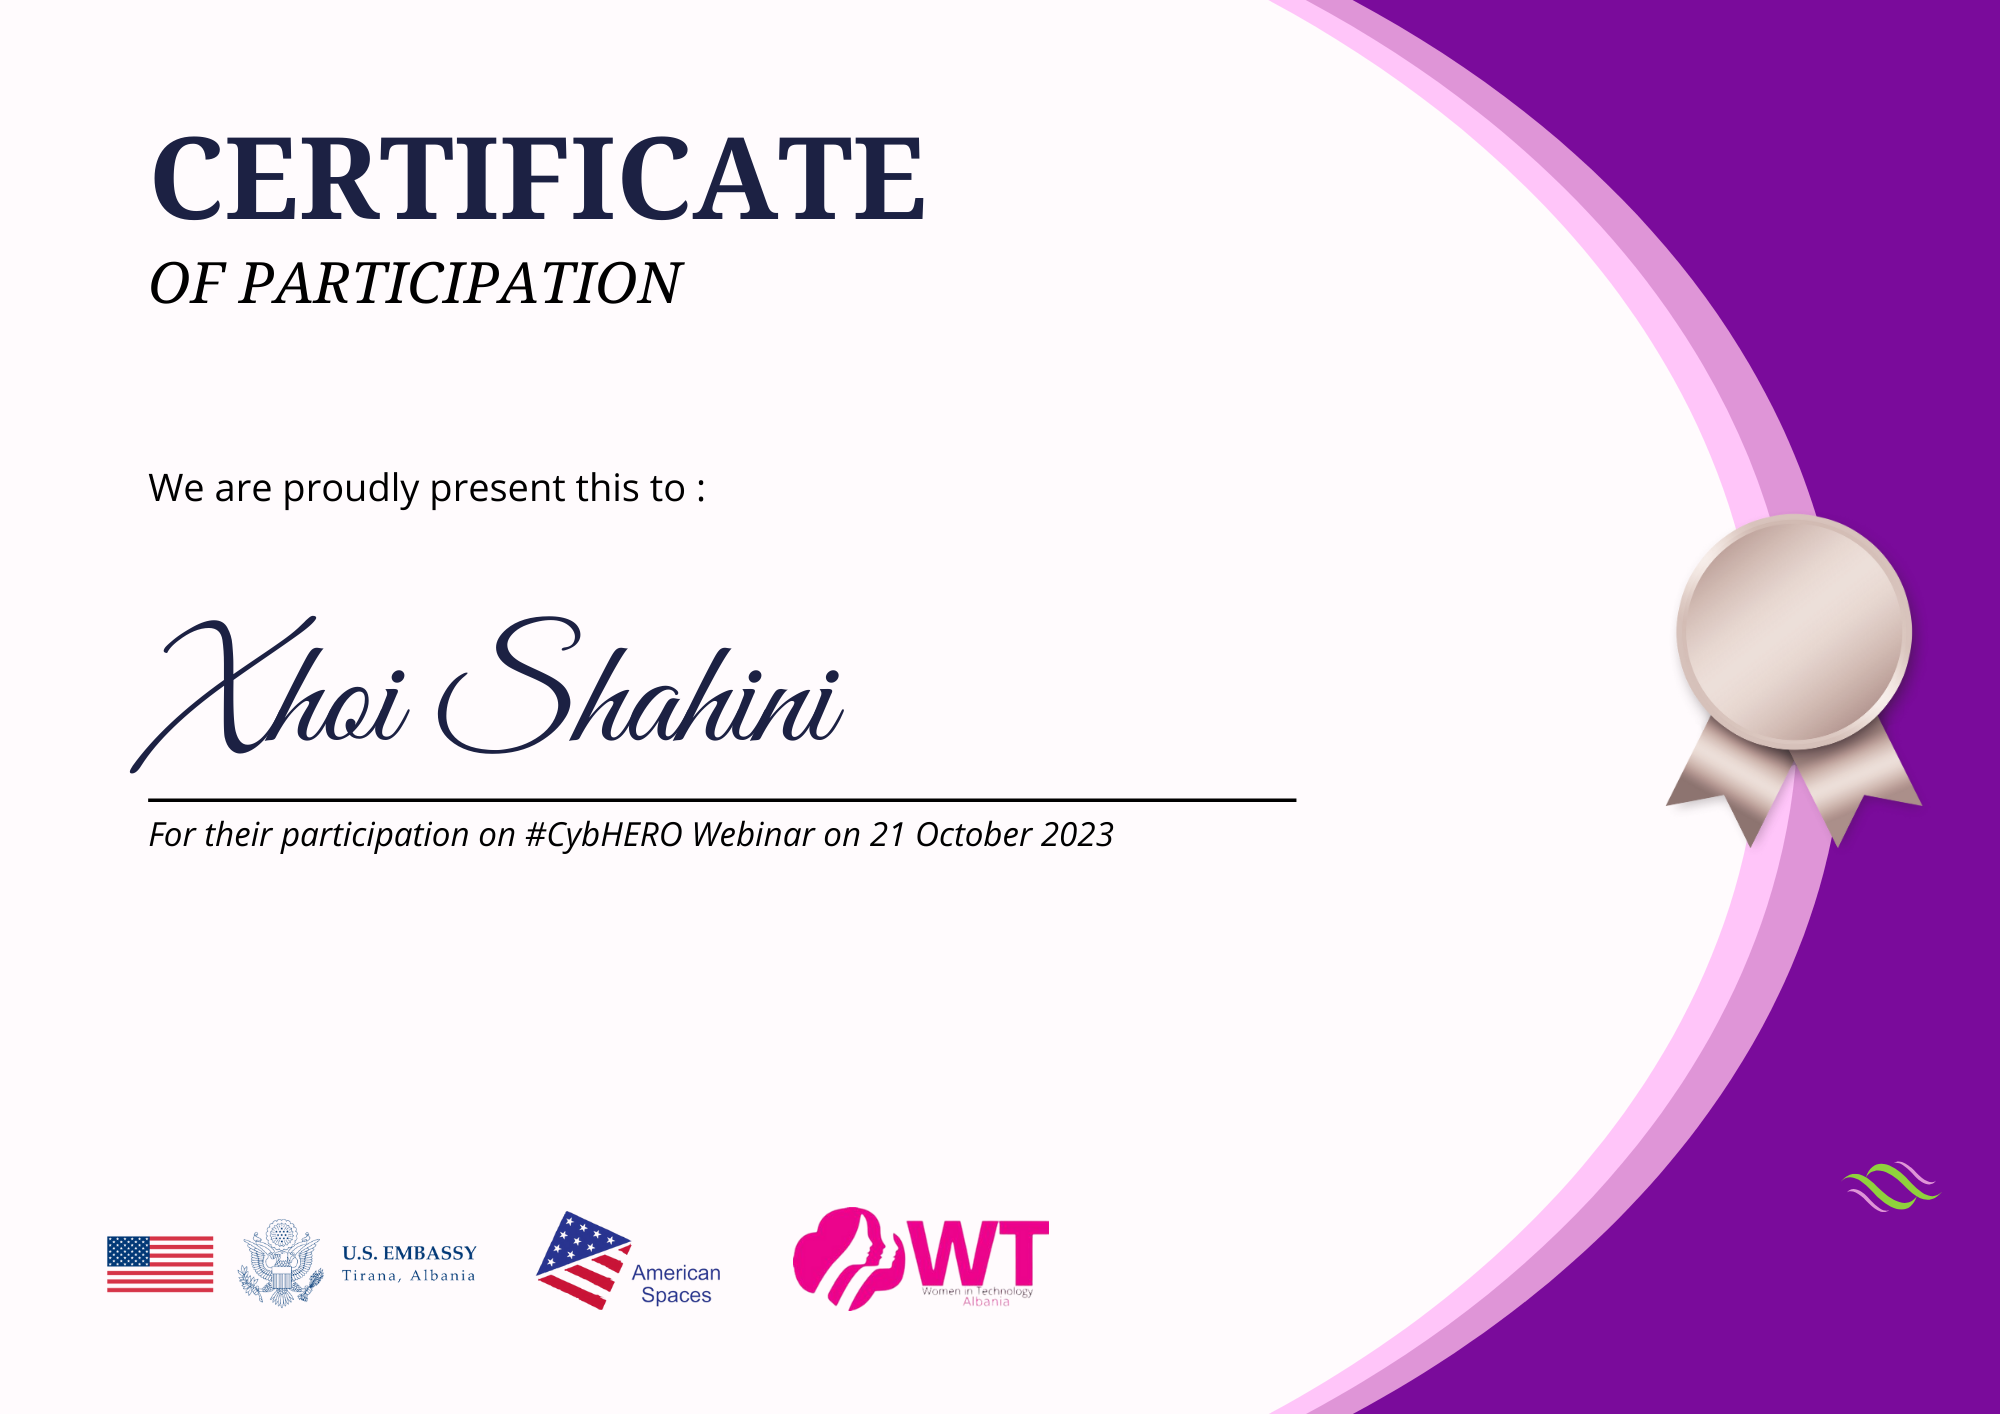 CERTIFICATE
OF PARTICIPATION
We are proudly present this to :
Xhoi Shahini
For their participation on #CybHERO Webinar on 21 October 2023
U.S. EMBASSY
Tirana, Albania
American
Spaces
WT
Women in Technology
Albania